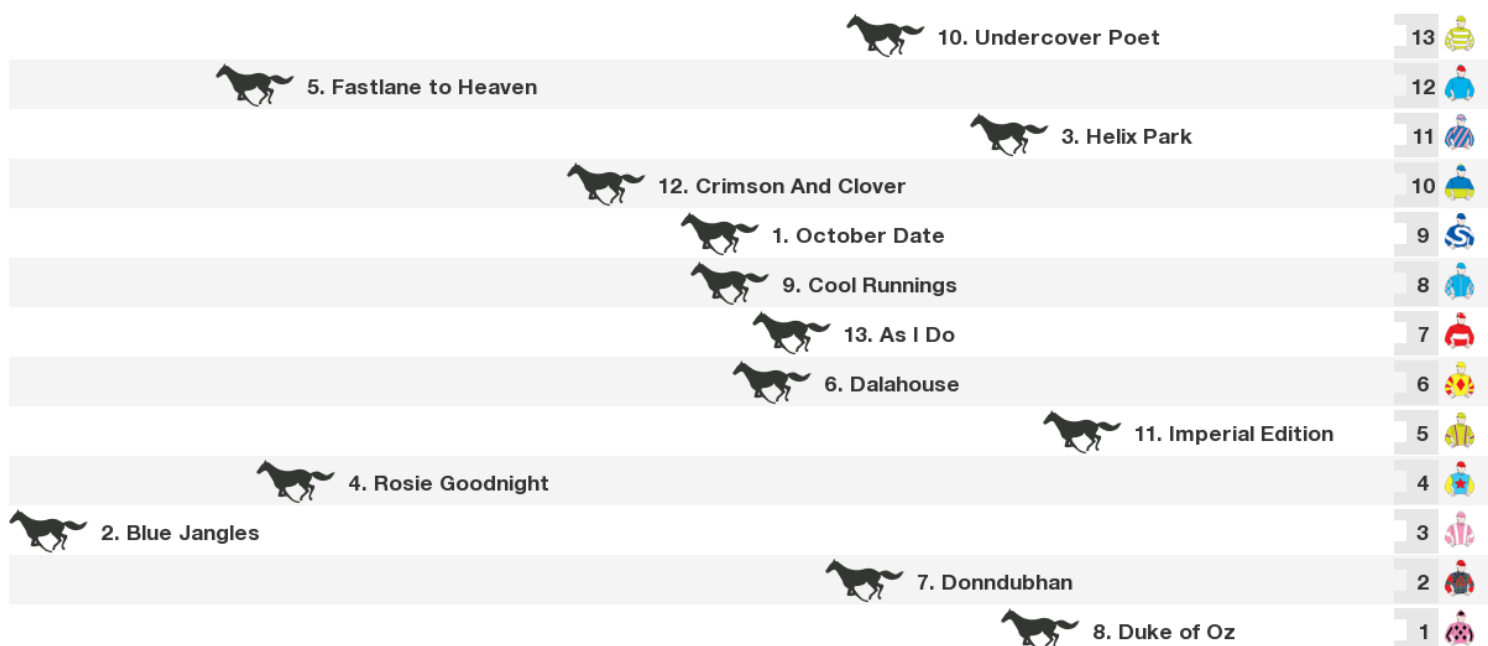 10. Undercover Poet 13
5. Fastlane to Heaven 12
3. Helix Park 11
12. Crimson And Clover 10
1. October Date 9
9. Cool Runnings 8
13. As I Do 7
6. Dalahouse 6
11. Imperial Edition 5
4. Rosie Goodnight 4
2. Blue Jangles 3
7. Donndubhan 2
8. Duke of Oz 1